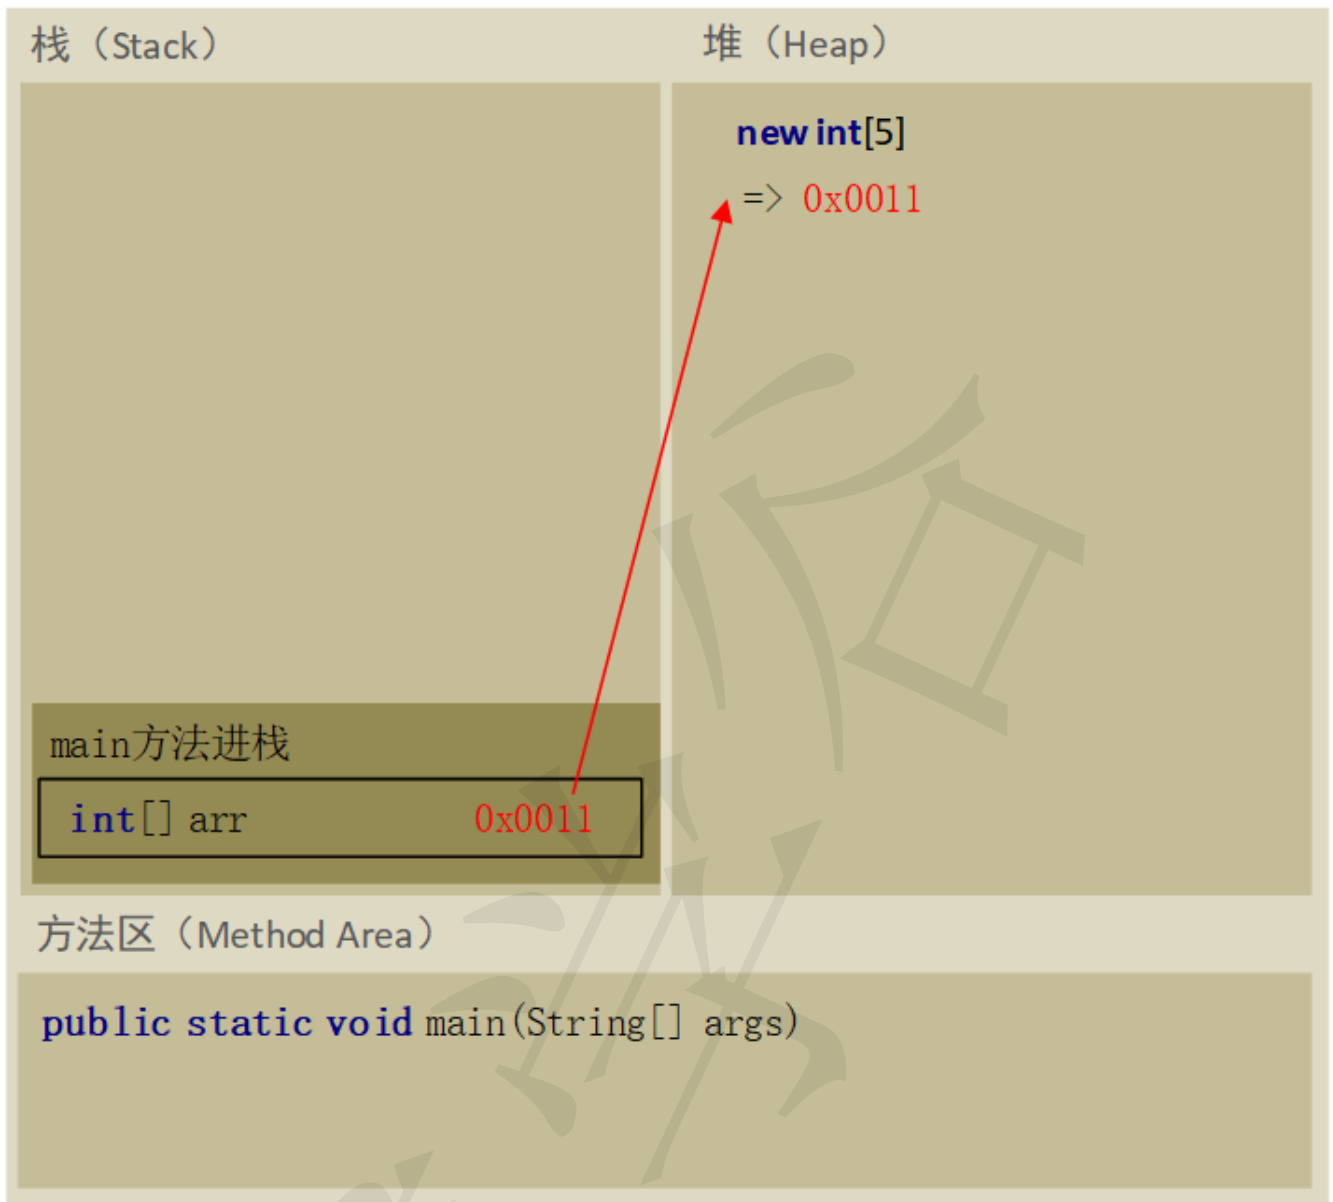 栈（Stack）
堆（Heap）
new int[5]
=> 0x0011
main方法进栈
int[] arr 0x0011
方法区（Method Area）
public static void main(String[] args)